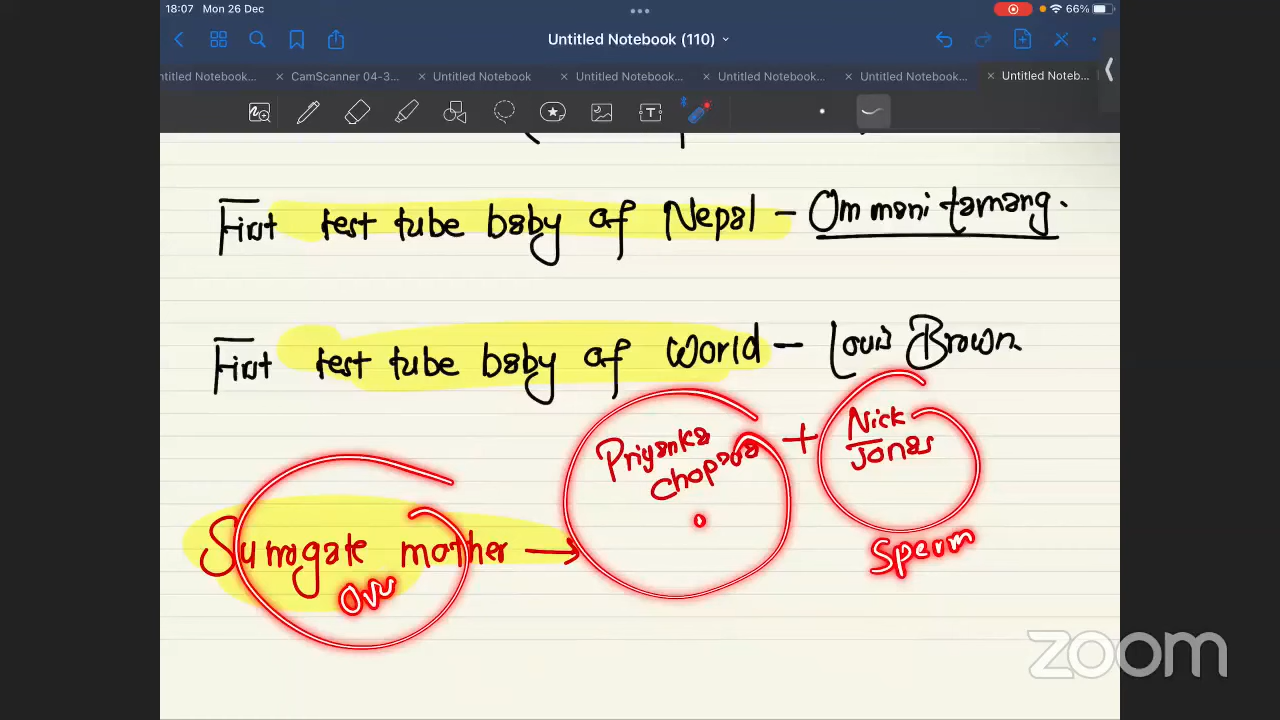 18:07 Mon 26 Dec
66%
Untitled Notebook (110)
ntitled Notebook...
CamScanner 04-3...
Untitled Notebook
Untitled Notebook...
Untitled Notebook...
Untitled Notebook...
Untitled Noteb...
T
First test tube baby of Nepal - Om mani tamang.
First test tube baby of World - Louis Brown
Priyanka Chopra + Nick Jonas
Surrogate mother →
Sperm
zoom